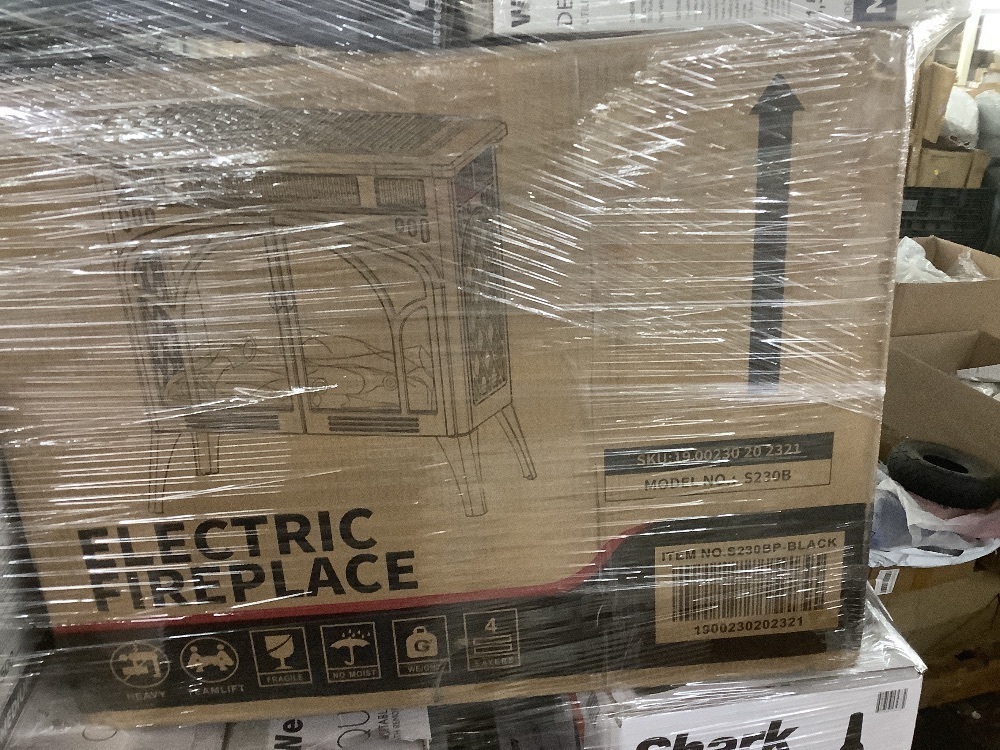 SKU:19 00230 20 2321
MODEL NO.: S230B
ELECTRIC
FIREPLACE
ITEM NO.S230BP-BLACK
1900230202321
HEAVY
TEAMLIFT
FRAGILE
NO MOIST
G
WEIGHT
4
LAYERS
We
Shark